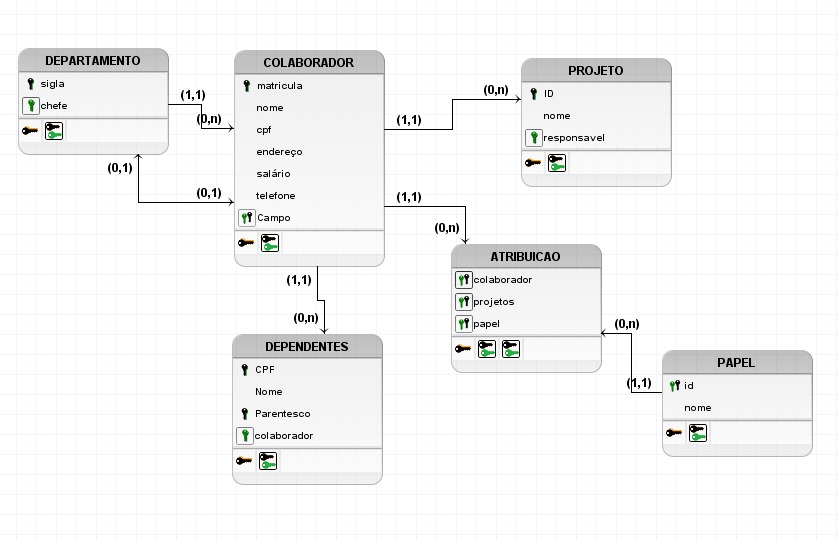 DEPARTAMENTO
sigla
chefe
(1,1)
(0,n)
(0,1)
(0,1)
COLABORADOR
matricula
nome
cpf
endereço
salário
telefone
Campo
(1,1)
(0,n)
PROJETO
ID
nome
responsavel
(1,1)
(0,n)
ATRIBUICAO
colaborador
projetos
papel
(1,1)
(0,n)
DEPENDENTES
CPF
Nome
Parentesco
colaborador
(0,n)
(1,1)
PAPEL
id
nome